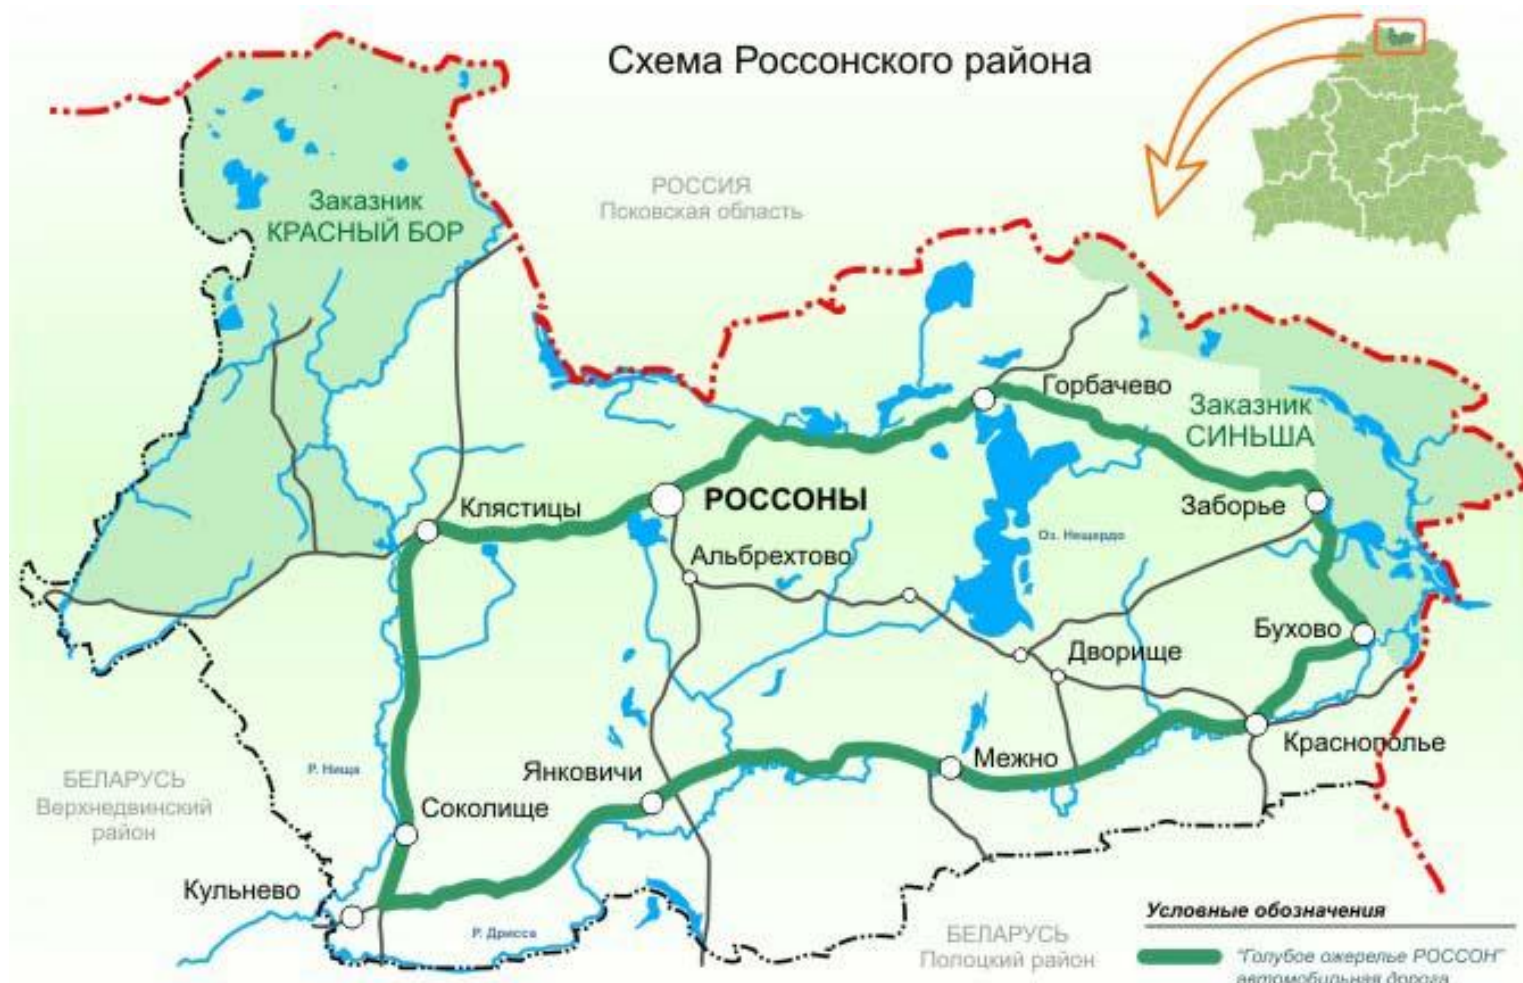 Схема Россонского района
РОССИЯ
Псковская область
Заказник
КРАСНЫЙ БОР
Горбачево
Заказник
СИНЬША
Клястицы
РОССОНЫ
Заборье
Оз. Нещердо
Альбрехтово
Бухово
Дворище
Краснополье
Межно
Янковичи
Р. Нища
БЕЛАРУСЬ
Верхнедвинский
район
Соколище
Кульнево
Р. Дрисса
БЕЛАРУСЬ
Полоцкий район
Условные обозначения
"Голубое ожерелье РОССОН"
автомобильная дорога